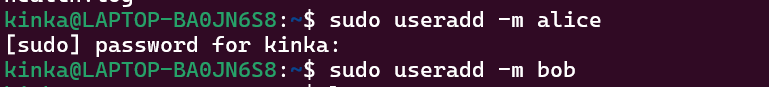 kinka@LAPTOP-BA0JN6S8:~$ sudo useradd -m alice
[sudo] password for kinka:
kinka@LAPTOP-BA0JN6S8:~$ sudo useradd -m bob